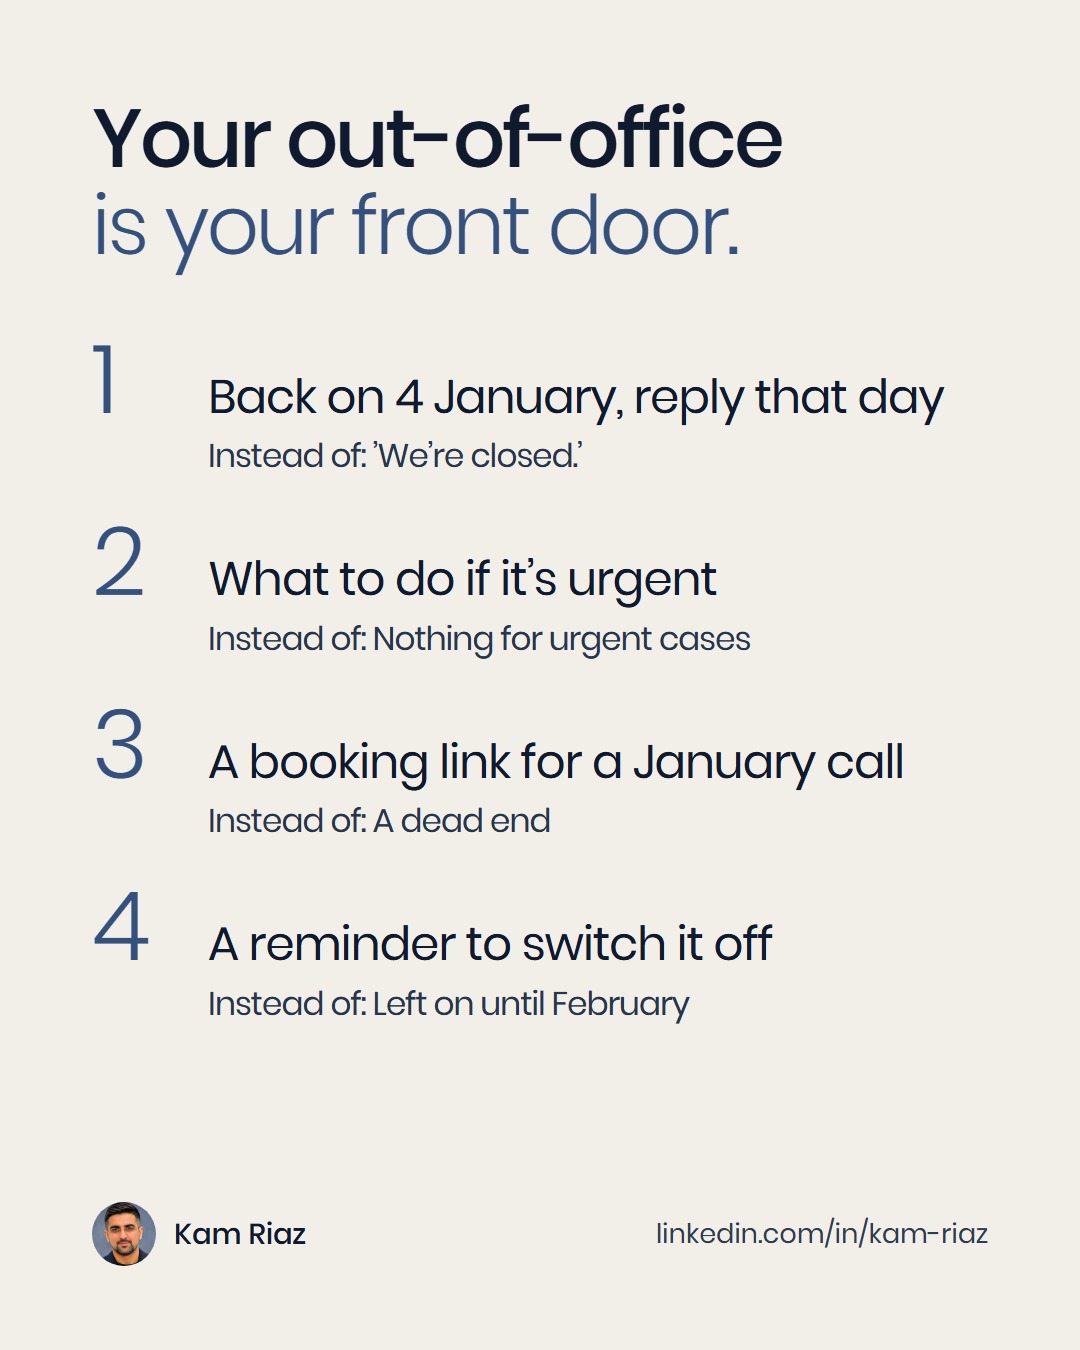 Your out-of-office
is your front door.
1
Back on 4 January, reply that day
Instead of: ’We’re closed.’
2
What to do if it’s urgent
Instead of: Nothing for urgent cases
3
A booking link for a January call
Instead of: A dead end
4
A reminder to switch it off
Instead of: Left on until February
Kam Riaz
linkedin.com/in/kam-riaz